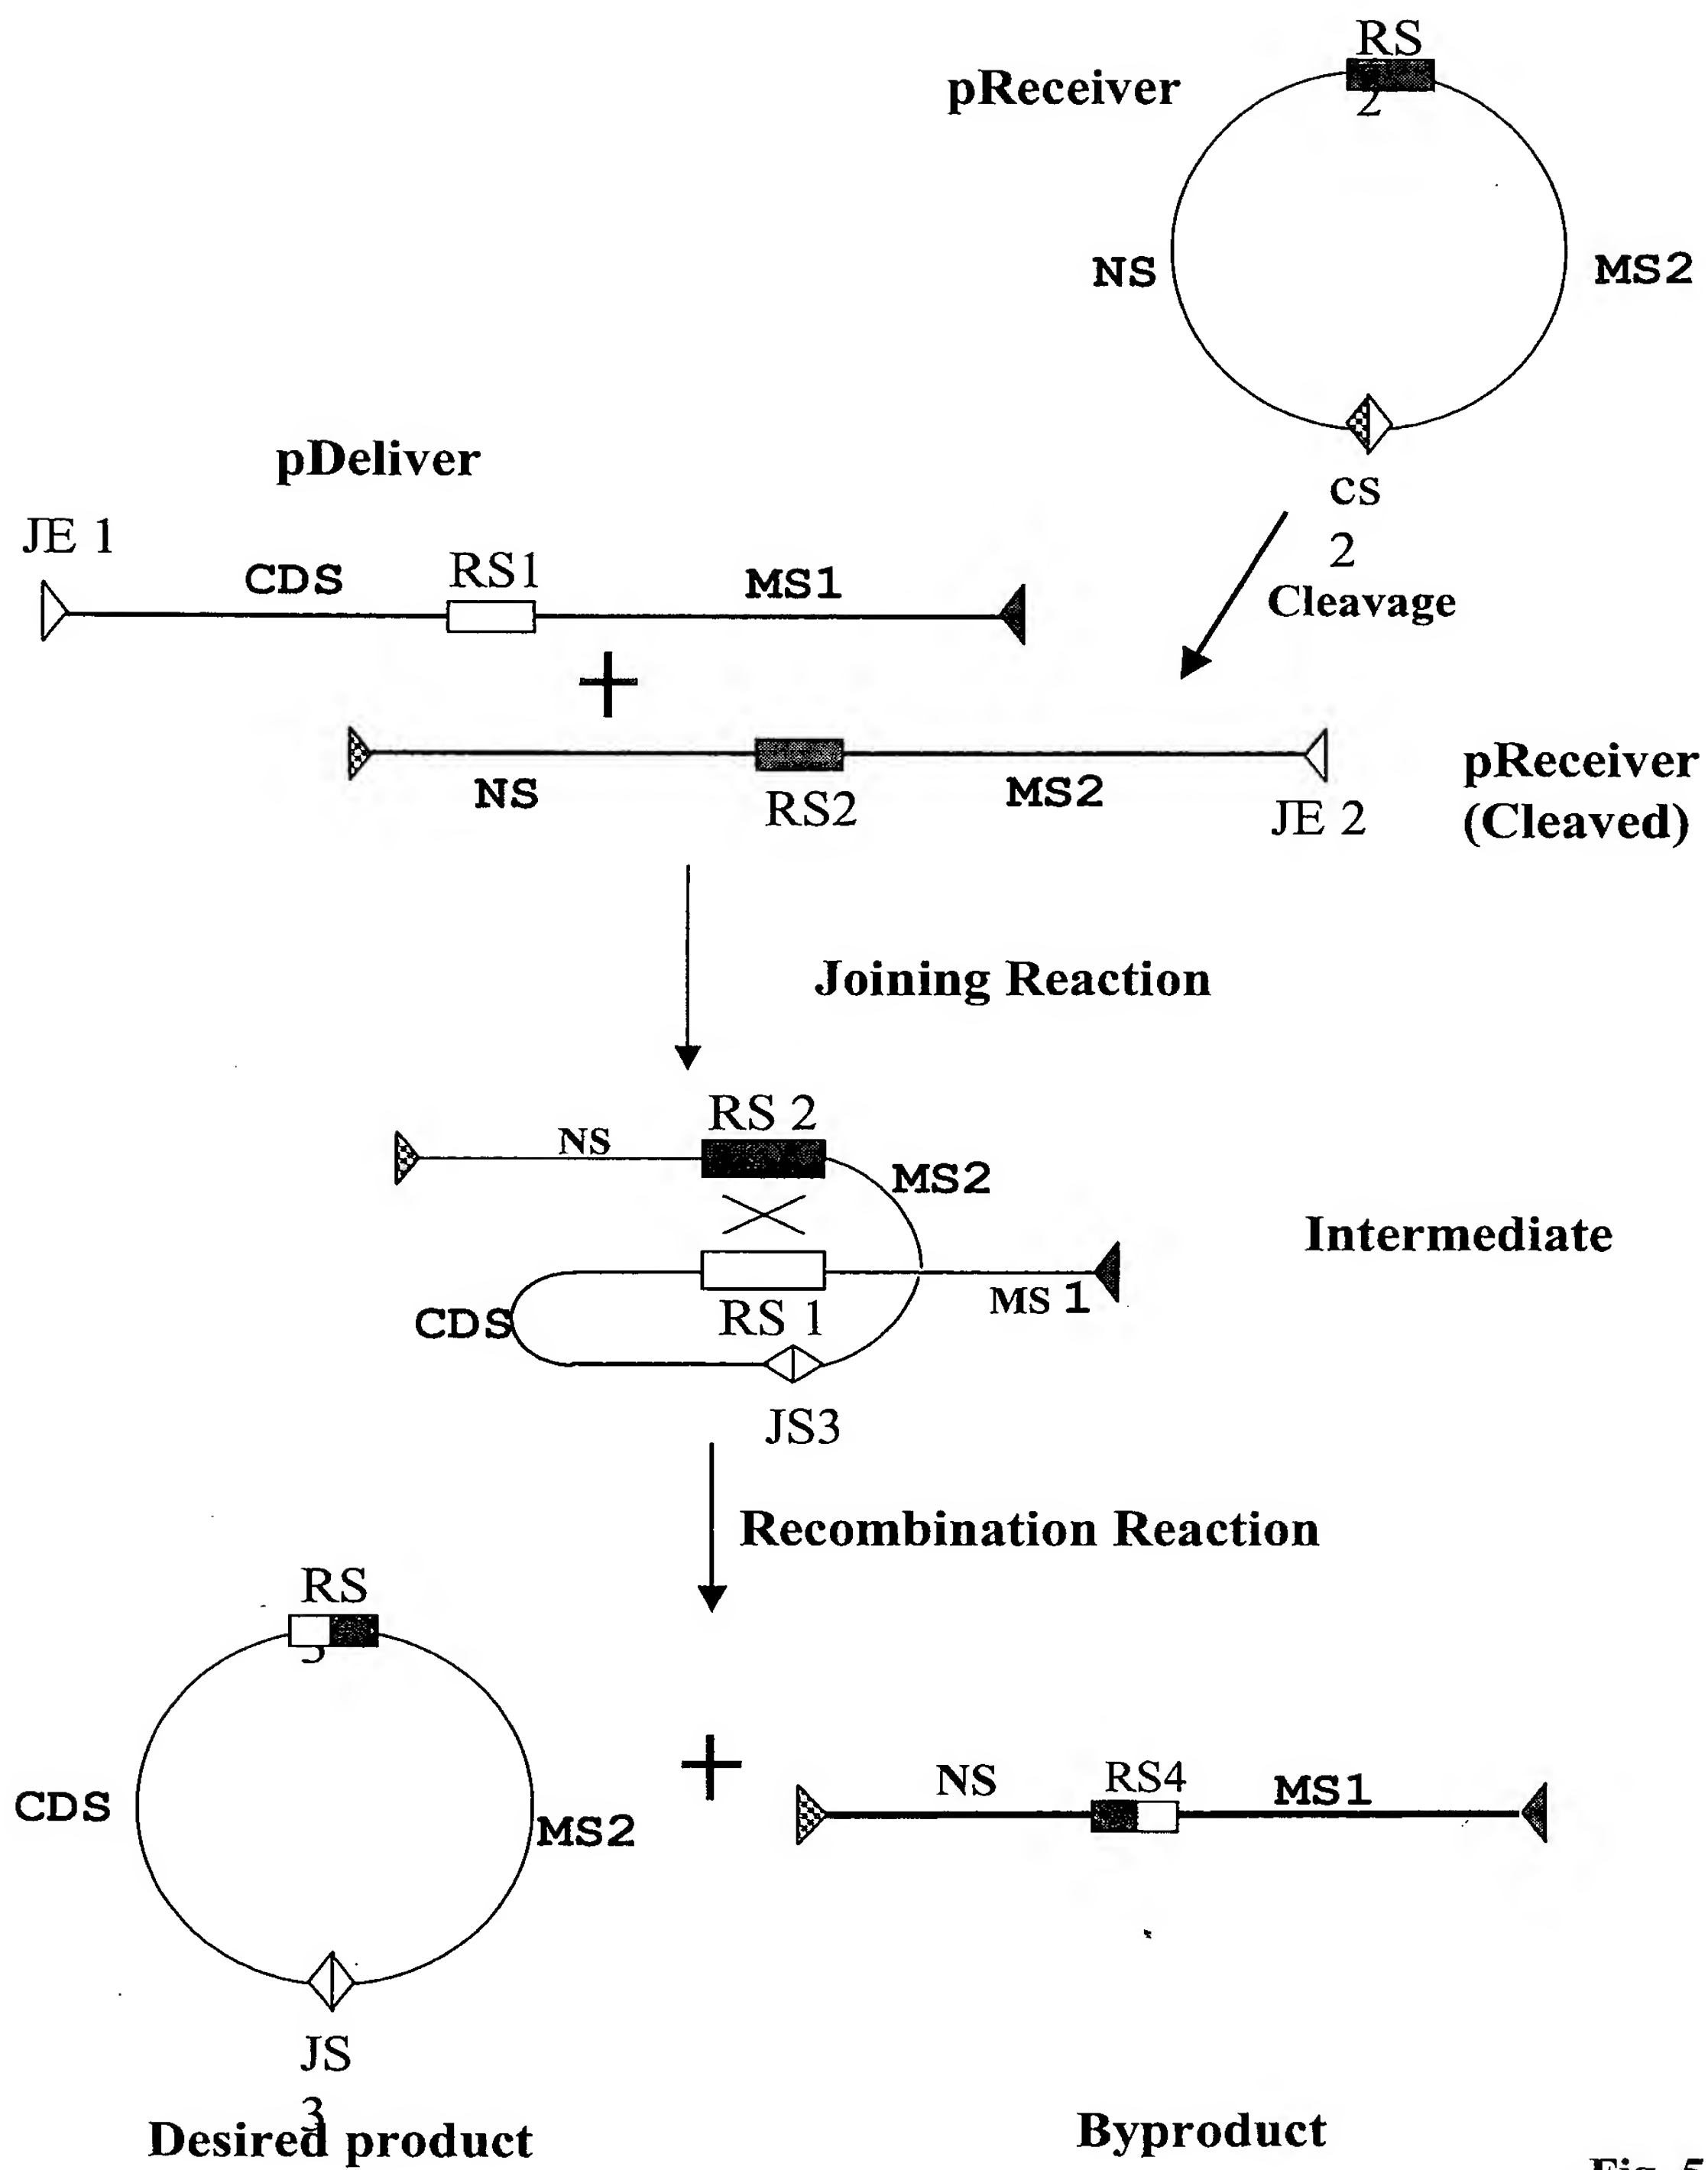 RS
pReceiver
2
NS
MS2
cs
2
Cleavage
pDeliver
JE 1
CDS
RS1
MS1
+
NS
RS2
MS2
JE 2
pReceiver
(Cleaved)
Joining Reaction
RS 2
NS
MS2
Intermediate
MS 1
CDS
RS 1
JS3
Recombination Reaction
RS
3
CDS
MS2
+
NS
RS4
MS1
JS
3
Desired product
Byproduct
Fig. 5